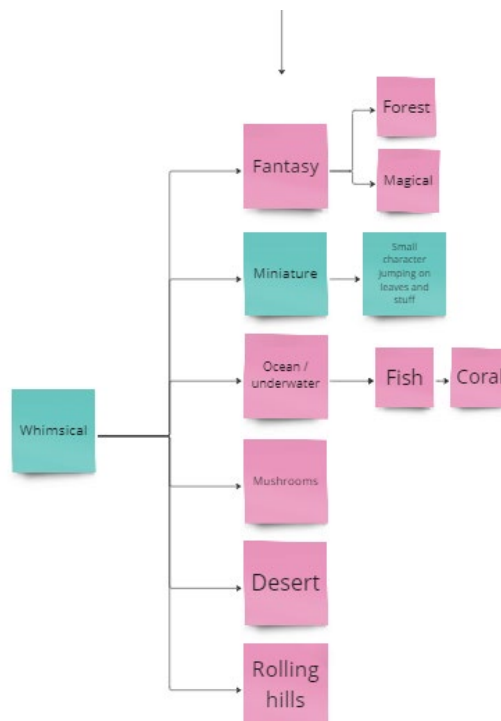 Forest
Fantasy
Magical
Miniature
Small
character
jumping on
leaves and
stuff
Ocean /
underwater
Fish
Coral
Whimsical
Mushrooms
Desert
Rolling
hills